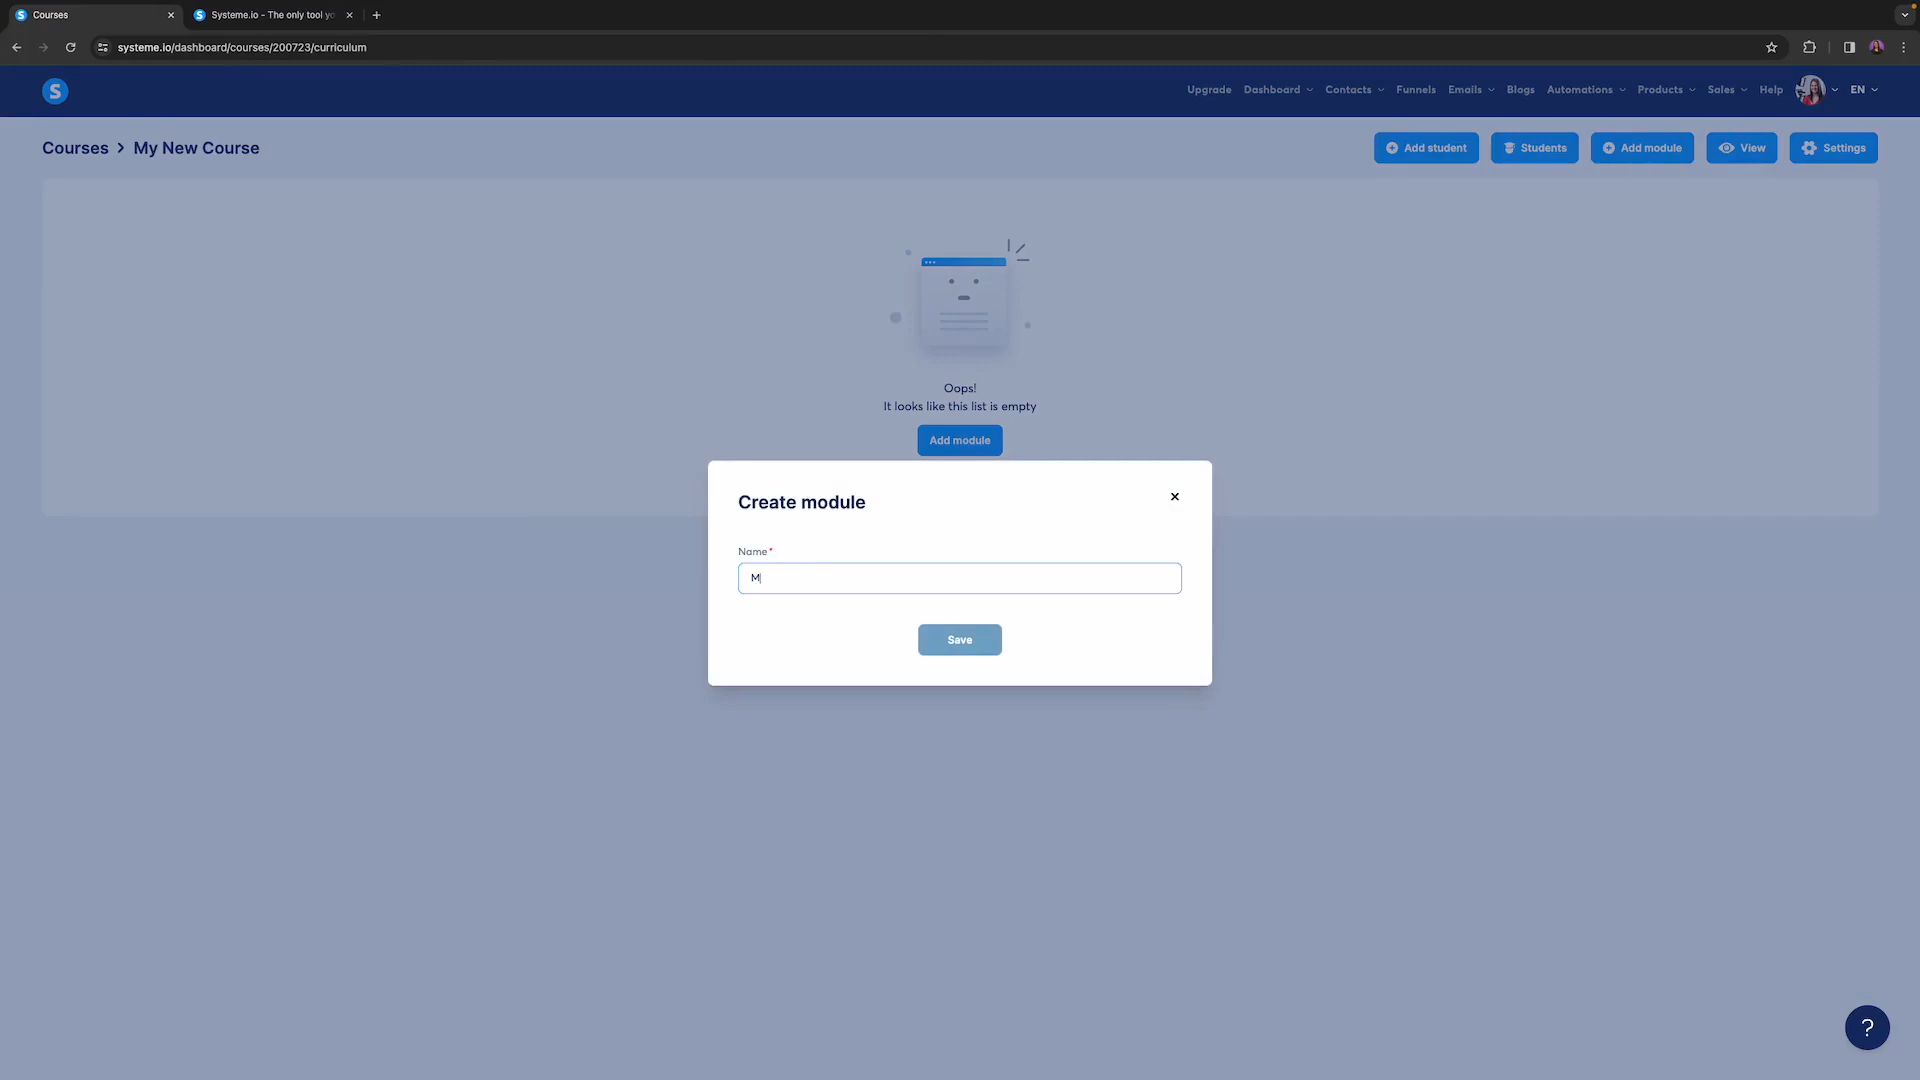 Courses
Systeme.io - The only tool yo
systeme.io/dashboard/courses/200723/curriculum
S
Upgrade Dashboard Contacts Funnels Emails Blogs Automations Products Sales Help EN
Courses > My New Course
Add student Students Add module View Settings
Oops!
It looks like this list is empty
Add module
Create module
Name*
M
Save
?